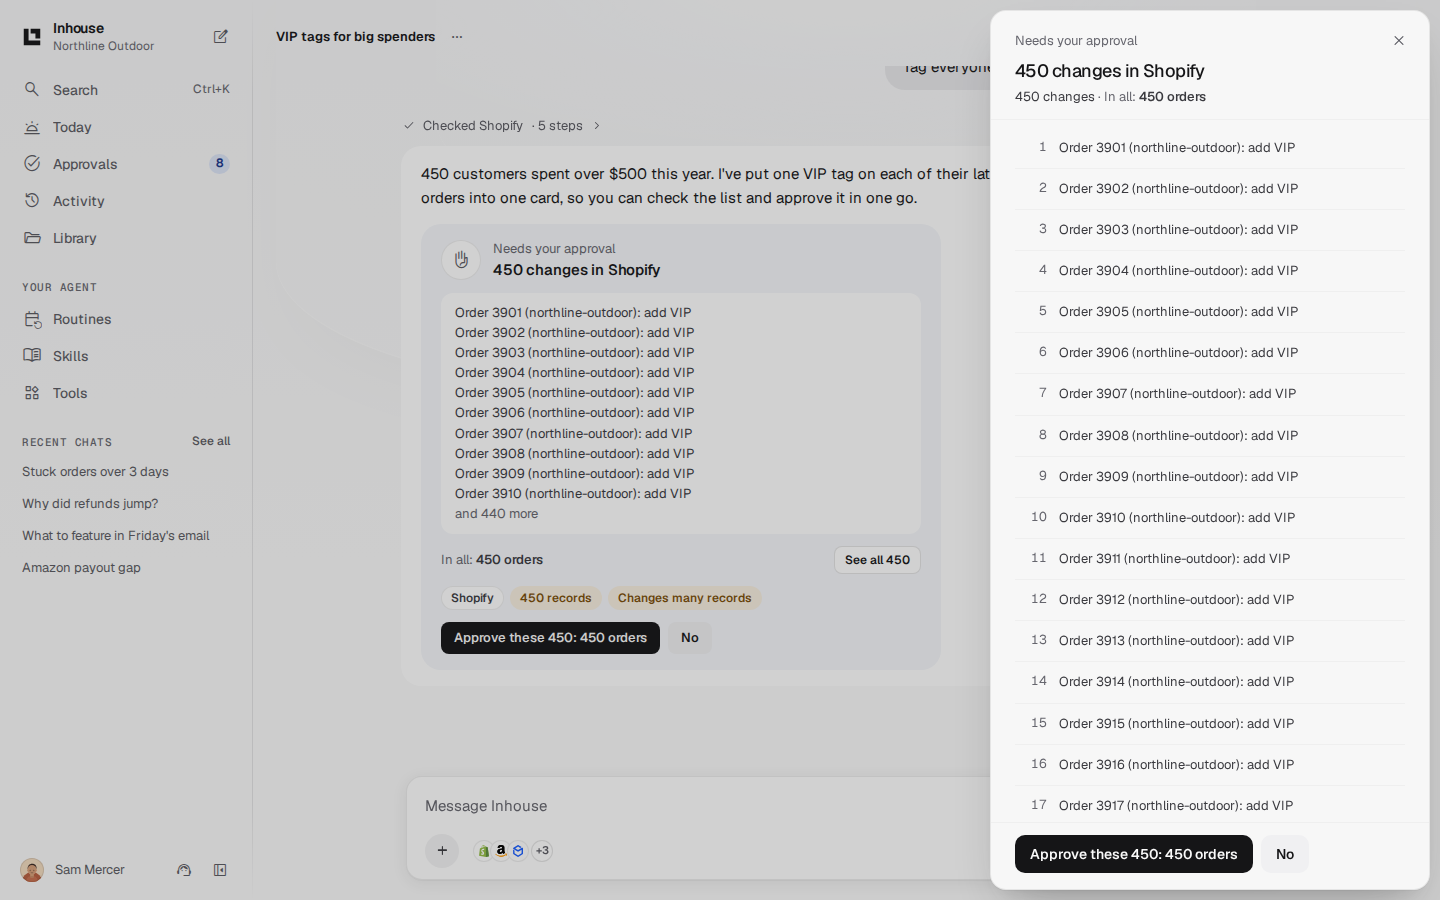 Inhouse
Northline Outdoor
Search Ctrl+K
Today
Approvals 8
Activity
Library
YOUR AGENT
Routines
Skills
Tools
RECENT CHATS See all
Stuck orders over 3 days
Why did refunds jump?
What to feature in Friday's email
Amazon payout gap
Sam Mercer
VIP tags for big spenders
Tag everyone
Checked Shopify · 5 steps
450 customers spent over $500 this year. I've put one VIP tag on each of their
orders into one card, so you can check the list and approve it in one go.
Needs your approval
450 changes in Shopify
Order 3901 (northline-outdoor): add VIP
Order 3902 (northline-outdoor): add VIP
Order 3903 (northline-outdoor): add VIP
Order 3904 (northline-outdoor): add VIP
Order 3905 (northline-outdoor): add VIP
Order 3906 (northline-outdoor): add VIP
Order 3907 (northline-outdoor): add VIP
Order 3908 (northline-outdoor): add VIP
Order 3909 (northline-outdoor): add VIP
Order 3910 (northline-outdoor): add VIP
and 440 more
In all: 450 orders See all 450
Shopify 450 records Changes many records
Approve these 450: 450 orders No
Message Inhouse
+3
Needs your approval
450 changes in Shopify
450 changes · In all: 450 orders
1 Order 3901 (northline-outdoor): add VIP
2 Order 3902 (northline-outdoor): add VIP
3 Order 3903 (northline-outdoor): add VIP
4 Order 3904 (northline-outdoor): add VIP
5 Order 3905 (northline-outdoor): add VIP
6 Order 3906 (northline-outdoor): add VIP
7 Order 3907 (northline-outdoor): add VIP
8 Order 3908 (northline-outdoor): add VIP
9 Order 3909 (northline-outdoor): add VIP
10 Order 3910 (northline-outdoor): add VIP
11 Order 3911 (northline-outdoor): add VIP
12 Order 3912 (northline-outdoor): add VIP
13 Order 3913 (northline-outdoor): add VIP
14 Order 3914 (northline-outdoor): add VIP
15 Order 3915 (northline-outdoor): add VIP
16 Order 3916 (northline-outdoor): add VIP
17 Order 3917 (northline-outdoor): add VIP
Approve these 450: 450 orders No